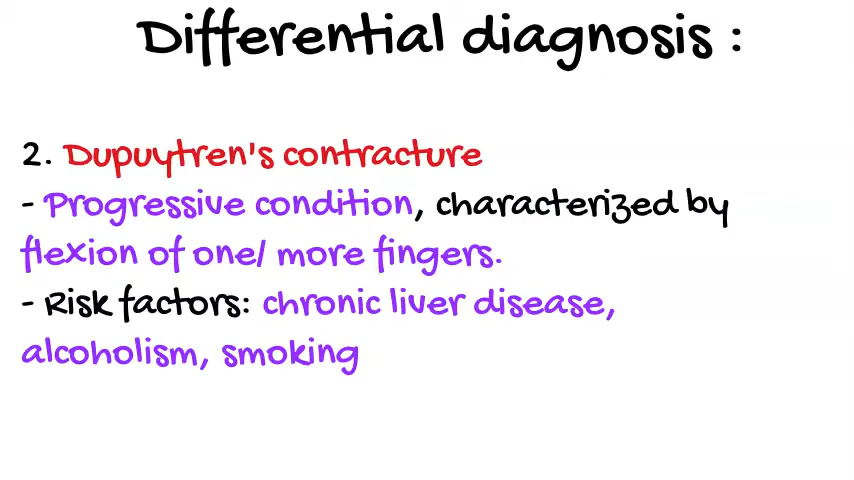 Differential diagnosis :
2. Dupuytren's contracture
- Progressive condition, characterized by
flexion of one/ more fingers.
- Risk factors: chronic liver disease,
alcoholism, smoking